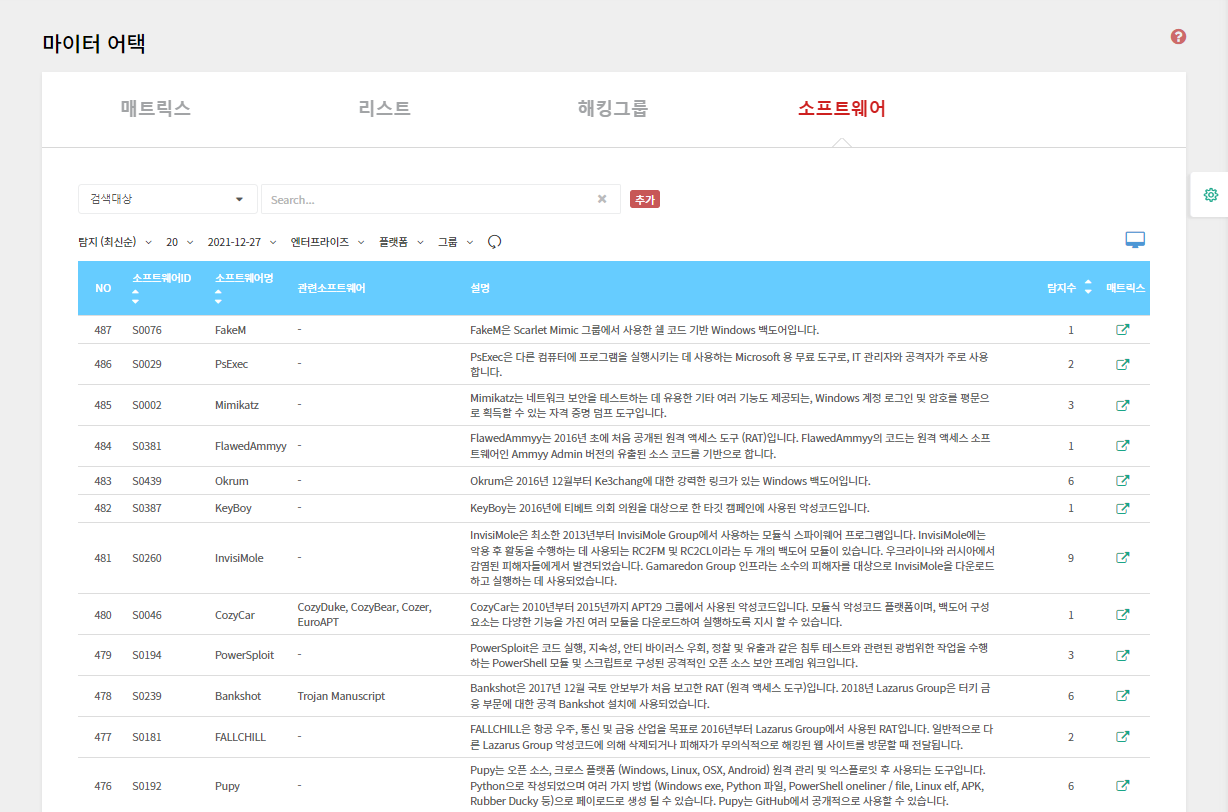 마이터 어택
매트릭스
리스트
해킹그룹
소프트웨어
검색대상
Search...
추가
탐지 (최신순) 20 2021-12-27 엔터프라이즈 플랫폼 그룹
NO 소프트웨어ID 소프트웨어명 관련소프트웨어 설명 탐지수 매트릭스
487 S0076 FakeM - FakeM은 Scarlet Mimic 그룹에서 사용한 쉘 코드 기반 Windows 백도어입니다. 1
486 S0029 PsExec - PsExec은 다른 컴퓨터에 프로그램을 실행시키는 데 사용하는 Microsoft 용 무료 도구로, IT 관리자와 공격자가 주로 사용
합니다. 2
485 S0002 Mimikatz - Mimikatz는 네트워크 보안을 테스트하는 데 유용한 기타 여러 기능도 제공되는, Windows 계정 로그인 및 암호를 평문으
로 획득할 수 있는 자격 증명 덤프 도구입니다. 3
484 S0381 FlawedAmmyy - FlawedAmmyy는 2016년 초에 처음 공개된 원격 액세스 도구 (RAT)입니다. FlawedAmmyy의 코드는 원격 액세스 소프
트웨어인 Ammyy Admin 버전의 유출된 소스 코드를 기반으로 합니다. 1
483 S0439 Okrum - Okrum은 2016년 12월부터 Ke3chang에 대한 강력한 링크가 있는 Windows 백도어입니다. 6
482 S0387 KeyBoy - KeyBoy는 2016년에 티베트 의회 의원을 대상으로 한 타깃 캠페인에 사용된 악성코드입니다. 1
481 S0260 InvisiMole - InvisiMole은 최소한 2013년부터 InvisiMole Group에서 사용하는 모듈식 스파이웨어 프로그램입니다. InvisiMole에는
악용 후 활동을 수행하는 데 사용되는 RC2FM 및 RC2CL이라는 두 개의 백도어 모듈이 있습니다. 우크라이나와 러시아에서
감염된 피해자들에게서 발견되었습니다. Gamaredon Group 인프라는 소수의 피해자를 대상으로 InvisiMole을 다운로드
하고 실행하는 데 사용되었습니다. 9
480 S0046 CozyCar CozyDuke, CozyBear, Cozer,
EuroAPT CozyCar는 2010년부터 2015년까지 APT29 그룹에서 사용된 악성코드입니다. 모듈식 악성코드 플랫폼이며, 백도어 구성
요소는 다양한 기능을 가진 여러 모듈을 다운로드하여 실행하도록 지시 할 수 있습니다. 1
479 S0194 PowerSploit - PowerSploit은 코드 실행, 지속성, 안티 바이러스 우회, 정찰 및 유출과 같은 침투 테스트와 관련된 광범위한 작업을 수행
하는 PowerShell 모듈 및 스크립트로 구성된 공격적인 오픈 소스 보안 프레임 워크입니다. 3
478 S0239 Bankshot Trojan Manuscript Bankshot은 2017년 12월 국토 안보부가 처음 보고한 RAT (원격 액세스 도구)입니다. 2018년 Lazarus Group은 터키 금
융 부문에 대한 공격 Bankshot 설치에 사용되었습니다. 6
477 S0181 FALLCHILL - FALLCHILL은 항공 우주, 통신 및 금융 산업을 목표로 2016년부터 Lazarus Group에서 사용된 RAT입니다. 일반적으로 다
른 Lazarus Group 악성코드에 의해 삭제되거나 피해자가 무의식적으로 해킹된 웹 사이트를 방문할 때 전달됩니다. 2
476 S0192 Pupy - Pupy는 오픈 소스, 크로스 플랫폼 (Windows, Linux, OSX, Android) 원격 관리 및 익스플로잇 후 사용되는 도구입니다.
Python으로 작성되었으며 여러 가지 방법 (Windows exe, Python 파일, PowerShell oneliner / file, Linux elf, APK,
Rubber Ducky 등)으로 페이로드로 생성 될 수 있습니다. Pupy는 GitHub에서 공개적으로 사용할 수 있습니다. 6